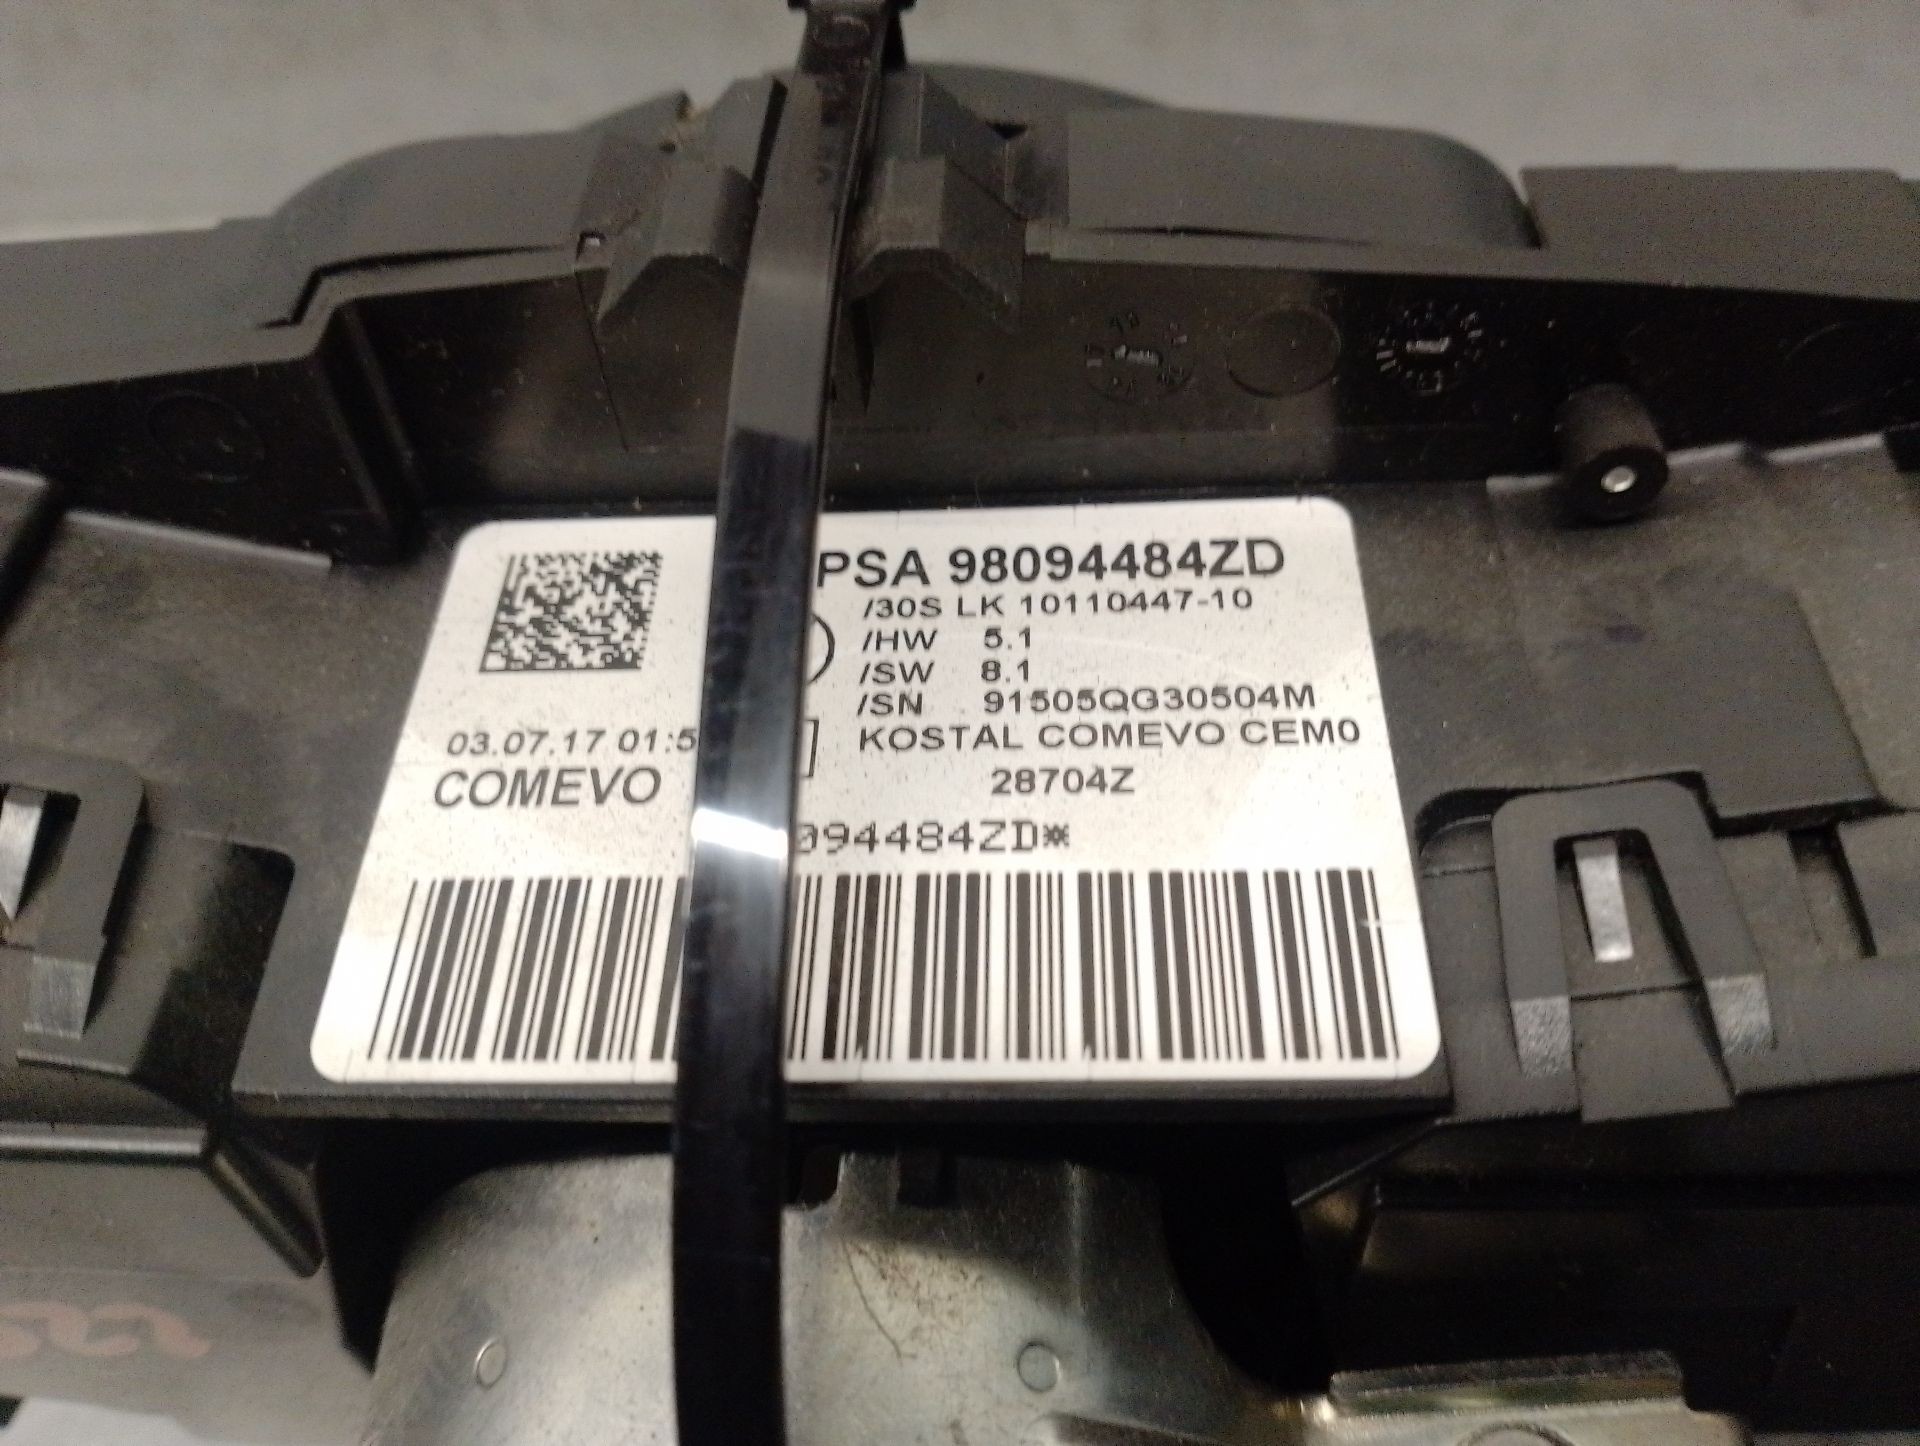 PSA 98094484ZD
/30S LK 10110447-10
/HW 5.1
/SW 8.1
/SN 91505QG30504M
03.07.17 01:5
KOSTAL COMEVO CEM0
COMEVO
28704Z
094484ZD*